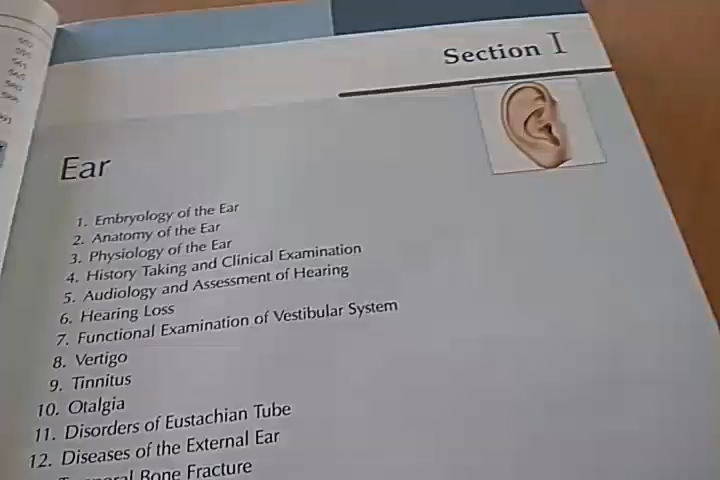 Section I
Ear
1. Embryology of the Ear
2. Anatomy of the Ear
3. Physiology of the Ear
4. History Taking and Clinical Examination
5. Audiology and Assessment of Hearing
6. Hearing Loss
7. Functional Examination of Vestibular System
8. Vertigo
9. Tinnitus
10. Otalgia
11. Disorders of Eustachian Tube
12. Diseases of the External Ear
Bone Fracture